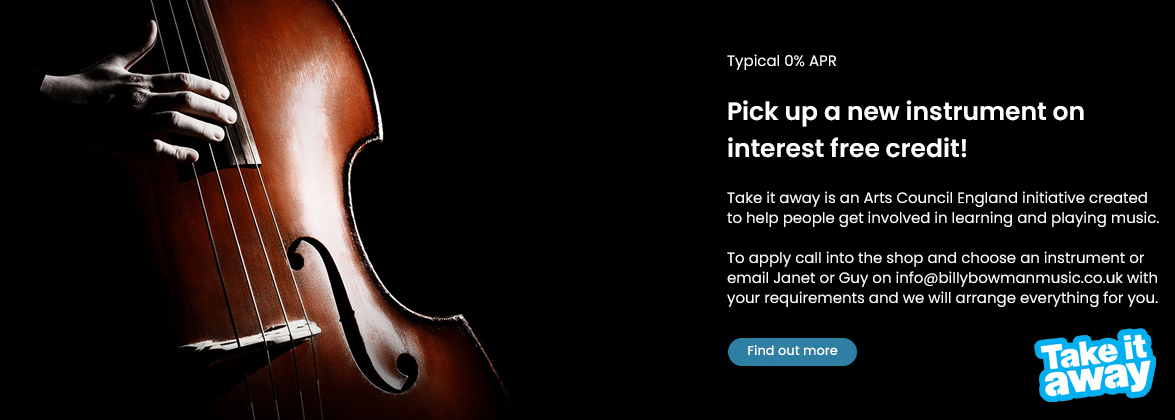 Typical 0% APR
Pick up a new instrument on
interest free credit!
Take it away is an Arts Council England initiative created
to help people get involved in learning and playing music.
To apply call into the shop and choose an instrument or
email Janet or Guy on info@billybowmanmusic.co.uk with
your requirements and we will arrange everything for you.
Find out more
Take it
away